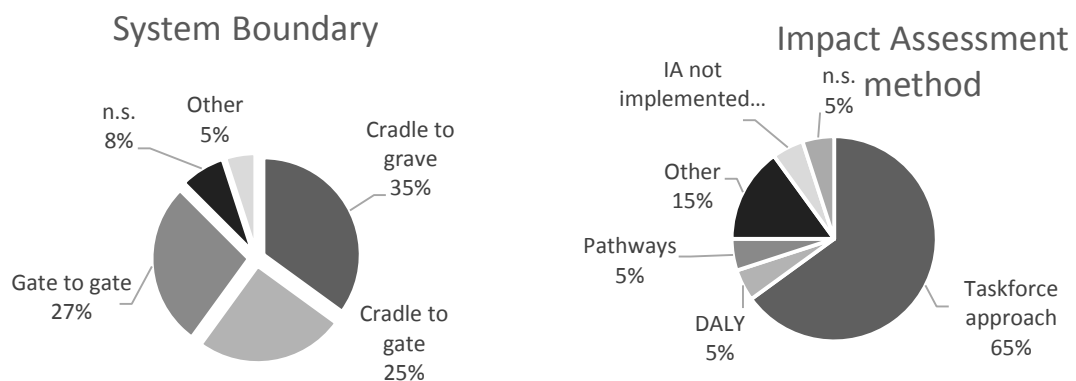 System Boundary
n.s.
8%
Other
5%
Cradle to
grave
35%
Gate to gate
27%
Cradle to
gate
25%
Impact Assessment
method
IA not
implemented…
n.s.
5%
Other
15%
Pathways
5%
DALY
5%
Taskforce
approach
65%